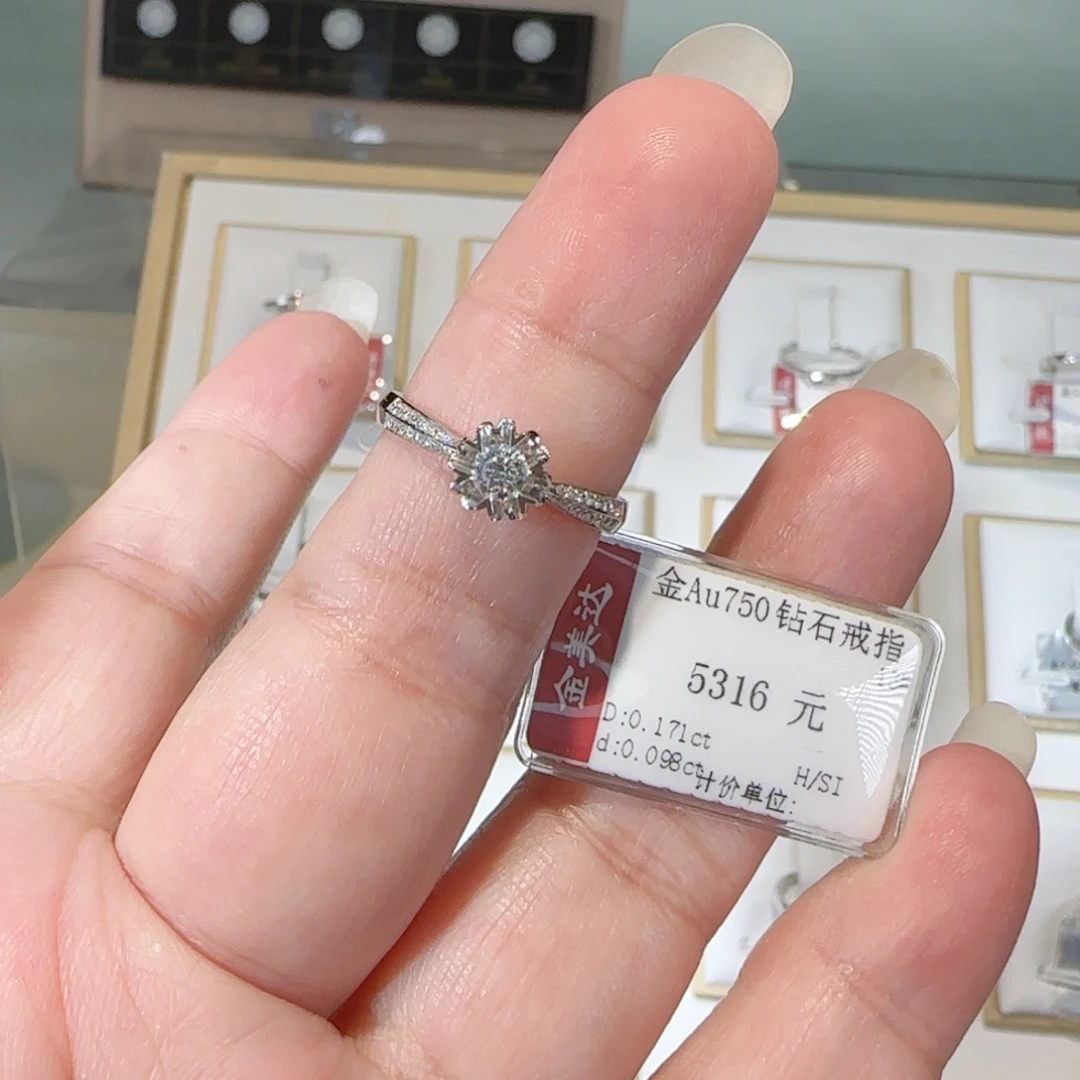 金美达
金Au750钻石戒指
5316 元
D:0.171ct
d:0.098ct
H/SI
计价单位: